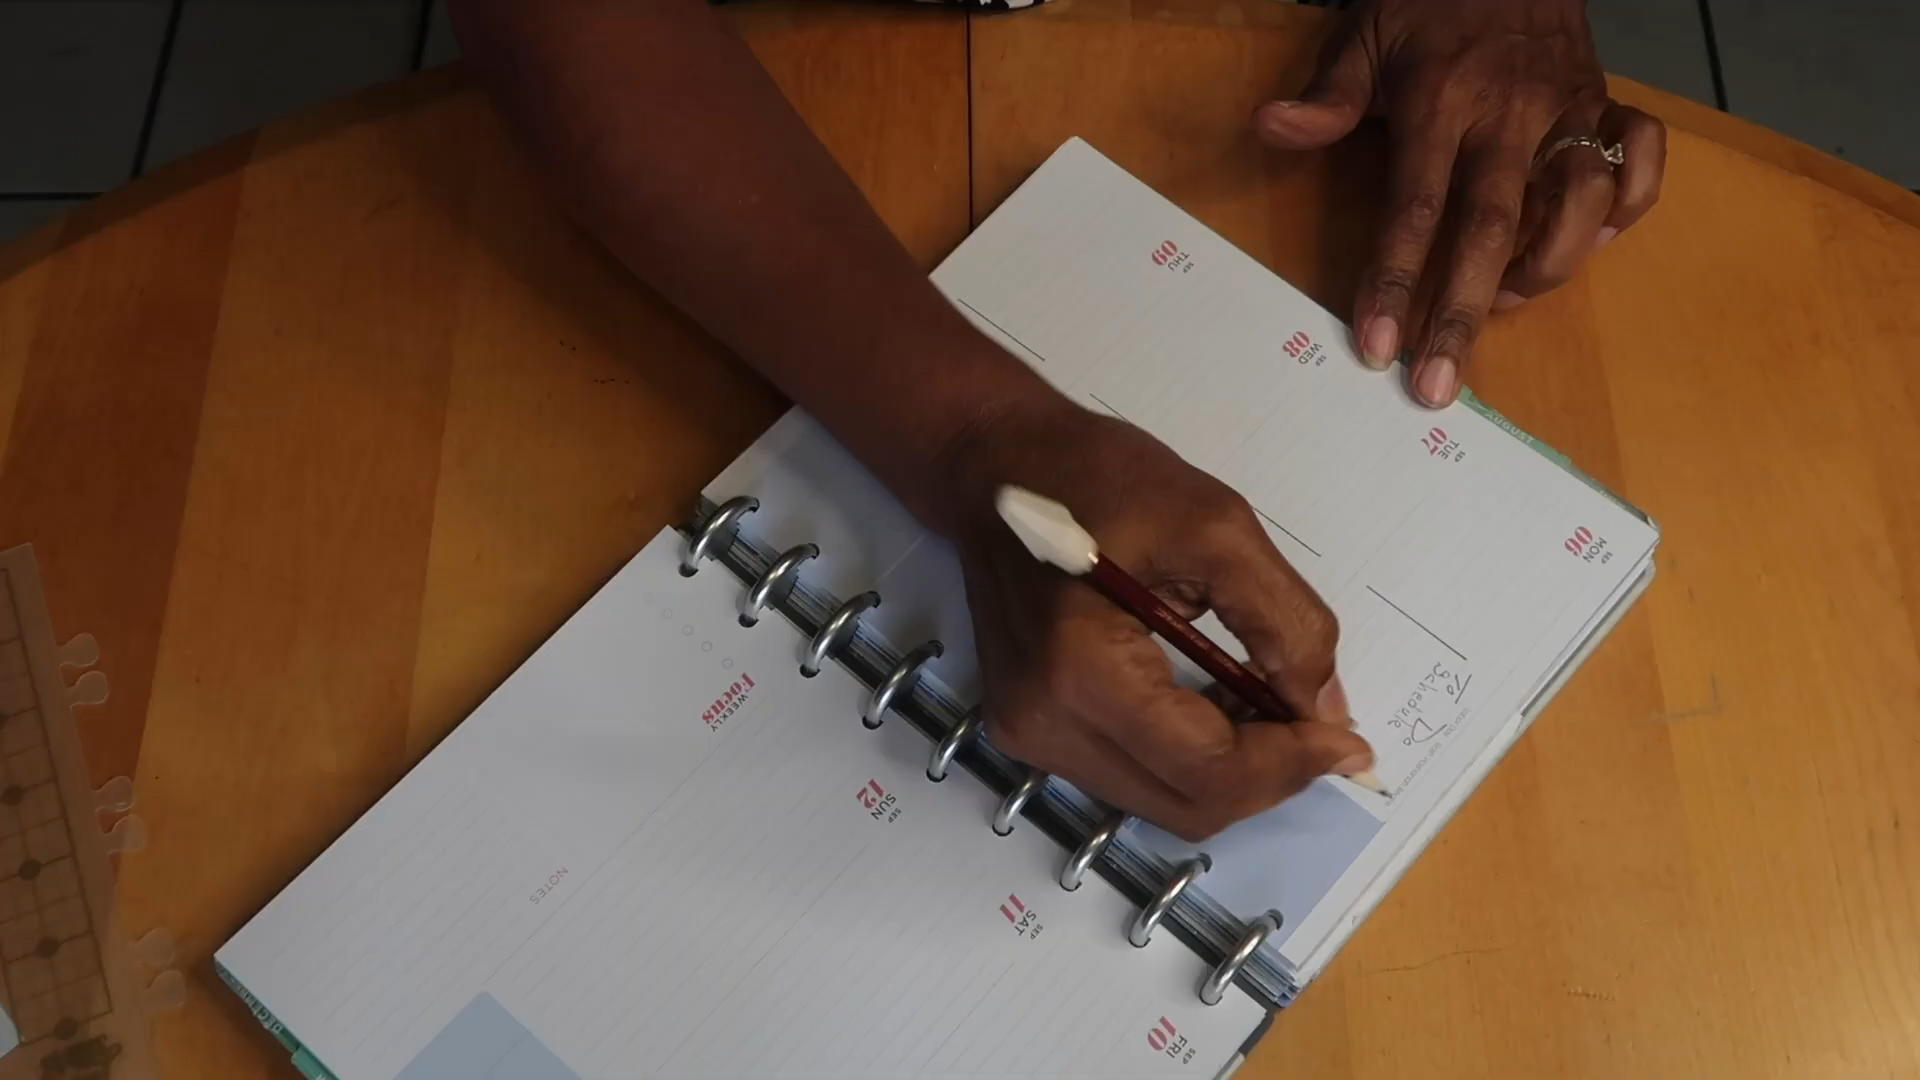 06
MON
SEP
To Do
Schedule
07
TUE
SEP
08
WED
SEP
09
THU
SEP
AUGUST
10
FRI
SEP
11
SAT
SEP
12
SUN
SEP
WEEKLY
Focus
NOTES